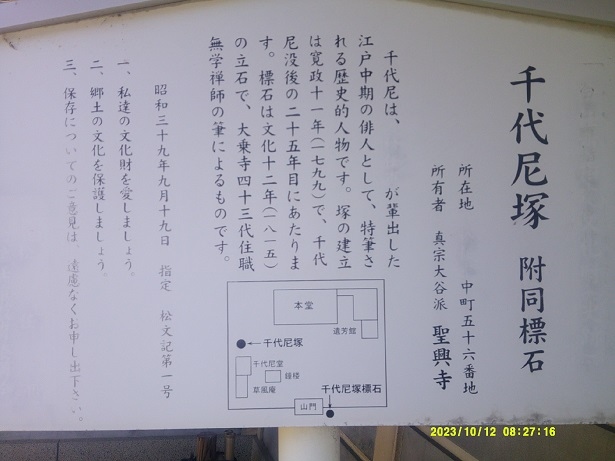 千代尼塚 附同標石
所在地 中町五十六番地
所有者 真宗大谷派 聖興寺
千代尼は、 が輩出した
江戸中期の俳人として、特筆さ
れる歴史的人物です。塚の建立
は寛政十一年(一七九九)で、千代
尼没後の二十五年目にあたりま
す。標石は文化十二年(一八一五)
の立石で、大乗寺四十三代住職
無学禅師の筆によるものです。
昭和三十九年九月十九日 指定 松文記第一号
一、私達の文化財を愛しましょう。
二、郷土の文化を保護しましょう。
三、保存についてのご意見は、遠慮なくお申し出下さい。
本堂
遺芳館
千代尼塚
千代尼堂
鐘楼
草風庵
千代尼塚標石
山門
2023/10/12 08:27:16